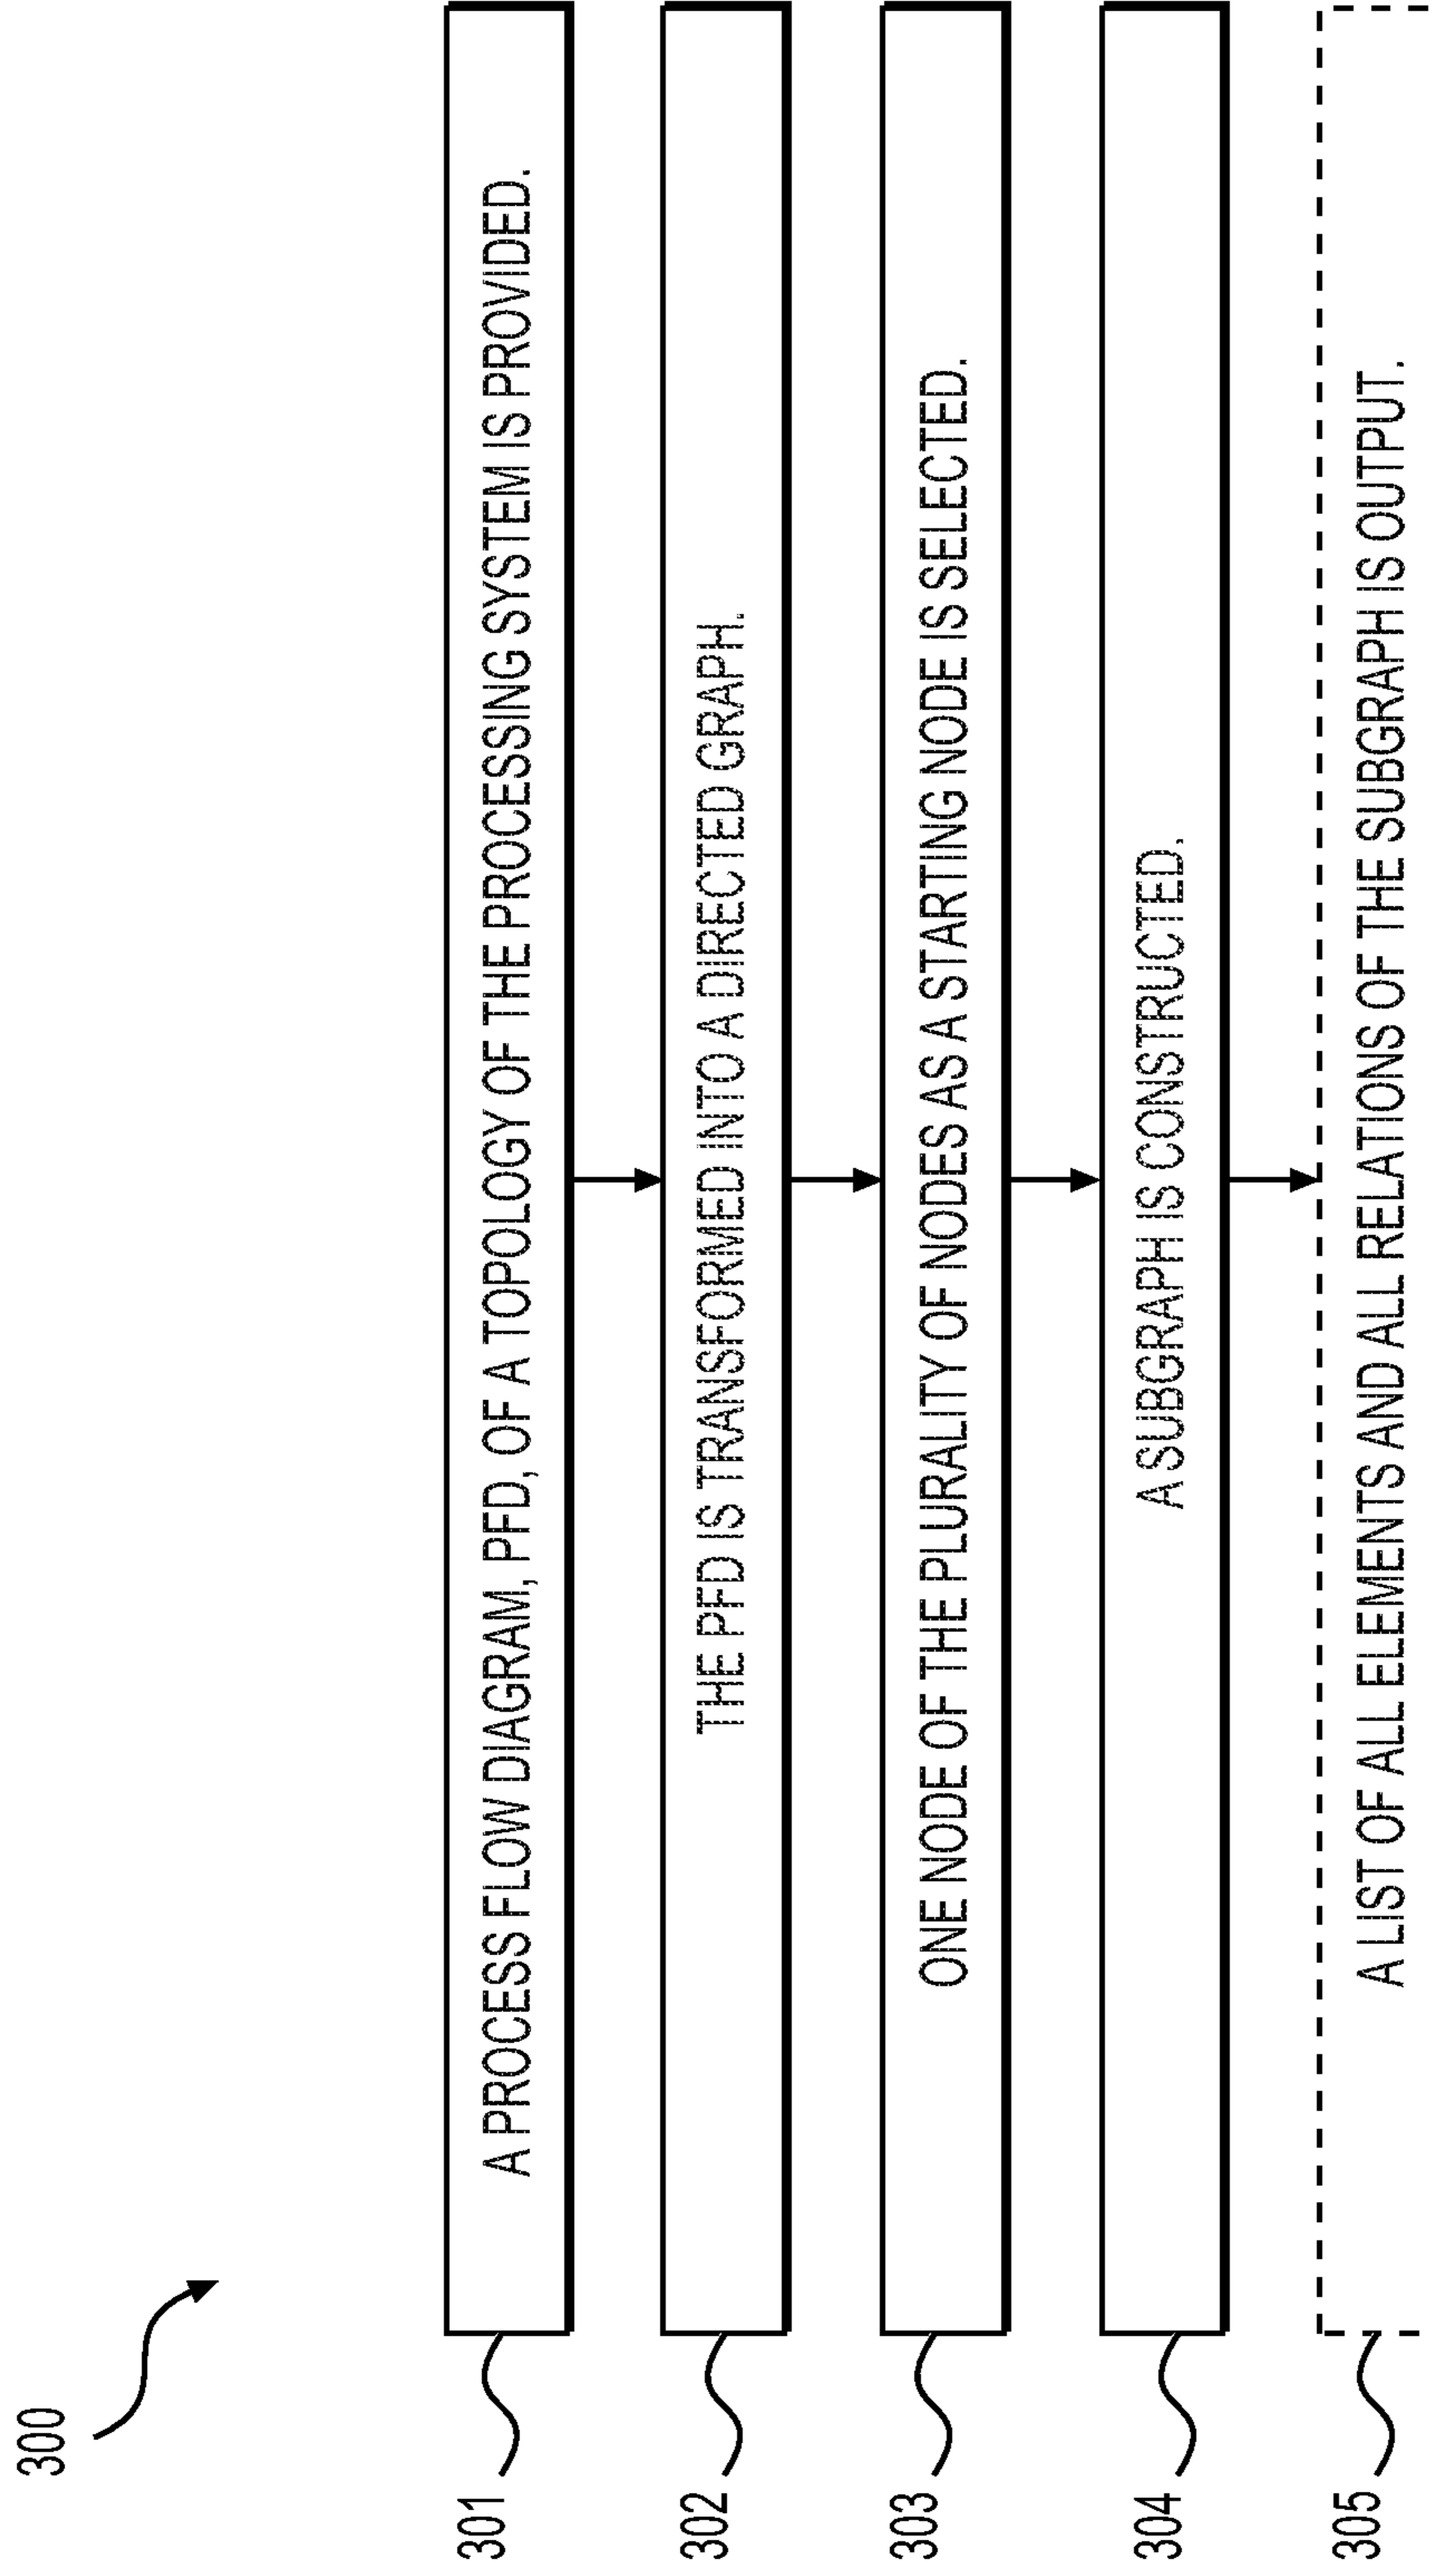 300
301
A PROCESS FLOW DIAGRAM, PFD, OF A TOPOLOGY OF THE PROCESSING SYSTEM IS PROVIDED.
302
THE PFD IS TRANSFORMED INTO A DIRECTED GRAPH.
303
ONE NODE OF THE PLURALITY OF NODES AS A STARTING NODE IS SELECTED.
304
A SUBGRAPH IS CONSTRUCTED.
305
A LIST OF ALL ELEMENTS AND ALL RELATIONS OF THE SUBGRAPH IS OUTPUT.